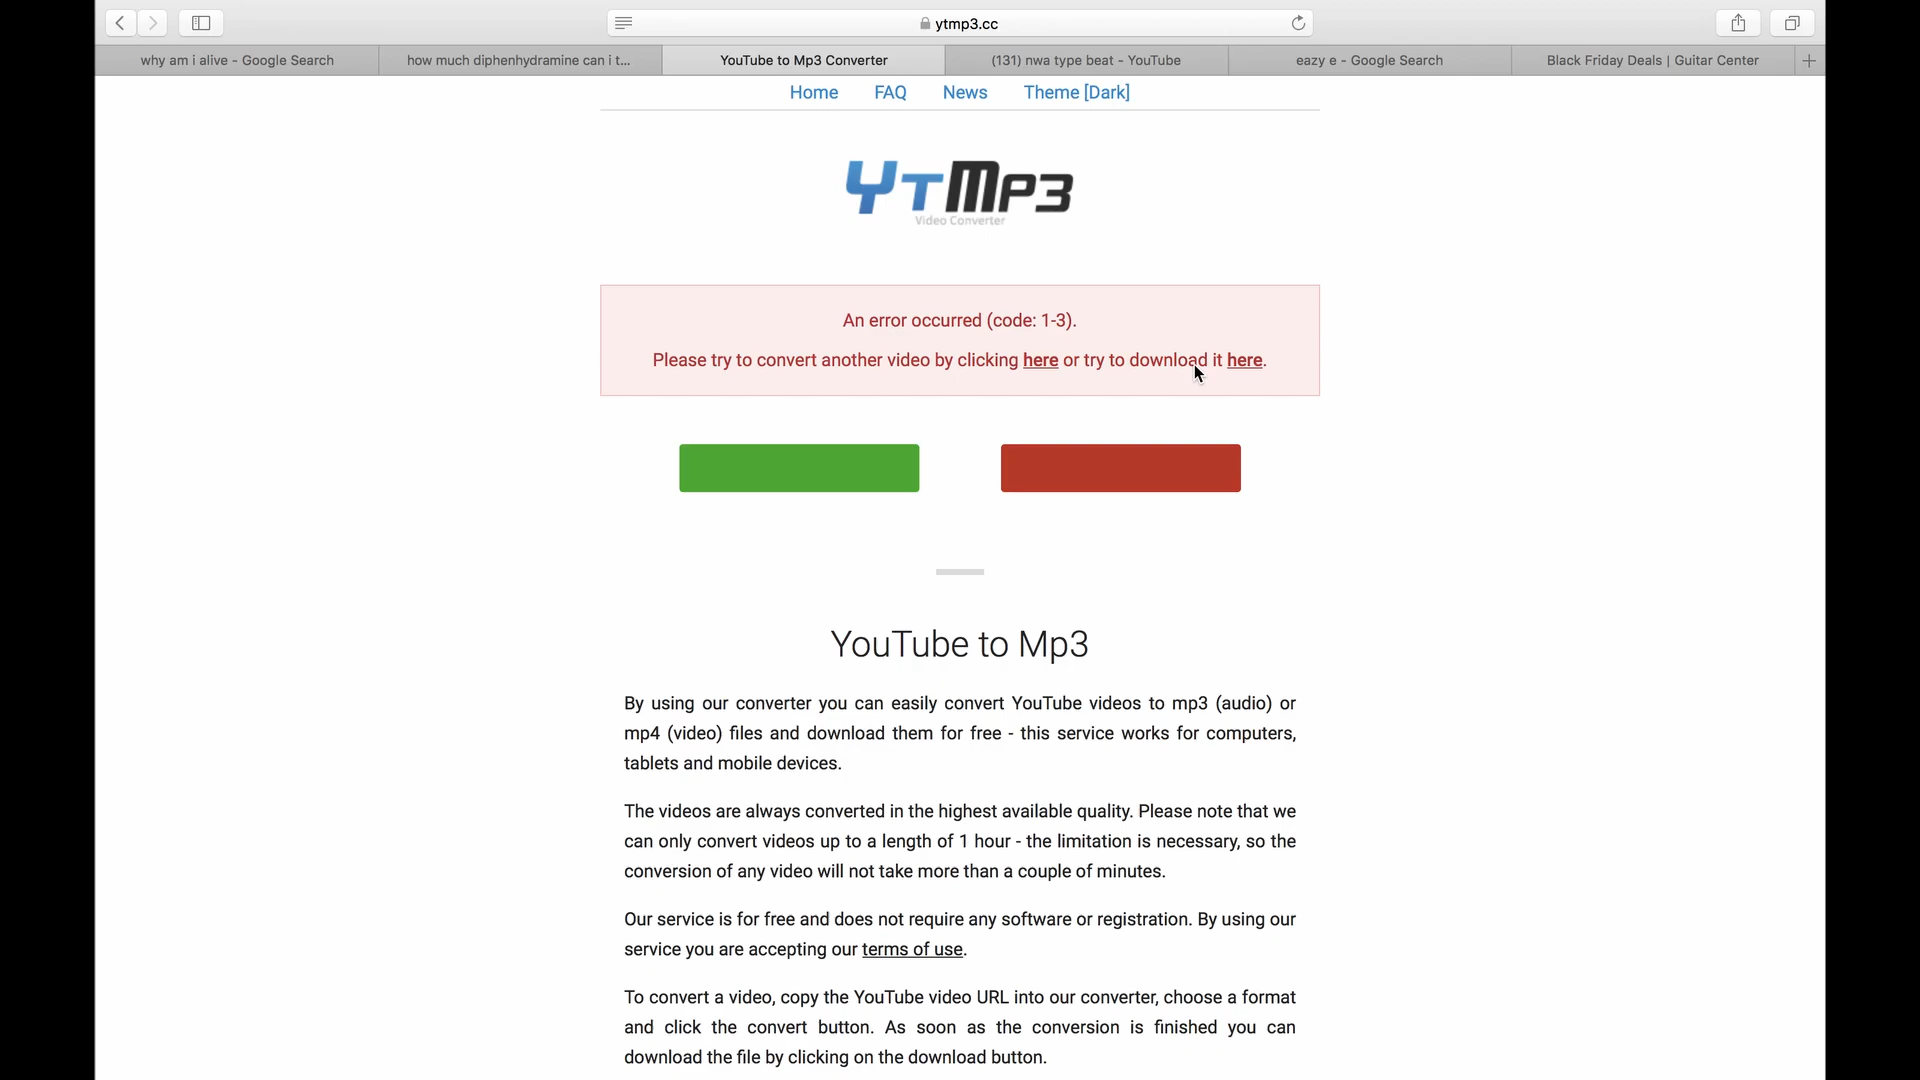 ytmp3.cc
why am i alive - Google Search
how much diphenhydramine can i t...
YouTube to Mp3 Converter
(131) nwa type beat - YouTube
eazy e - Google Search
Black Friday Deals | Guitar Center
Home FAQ News Theme [Dark]
YTMP3
Video Converter
An error occurred (code: 1-3).
Please try to convert another video by clicking here or try to download it here.
YouTube to Mp3
By using our converter you can easily convert YouTube videos to mp3 (audio) or
mp4 (video) files and download them for free - this service works for computers,
tablets and mobile devices.
The videos are always converted in the highest available quality. Please note that we
can only convert videos up to a length of 1 hour - the limitation is necessary, so the
conversion of any video will not take more than a couple of minutes.
Our service is for free and does not require any software or registration. By using our
service you are accepting our terms of use.
To convert a video, copy the YouTube video URL into our converter, choose a format
and click the convert button. As soon as the conversion is finished you can
download the file by clicking on the download button.